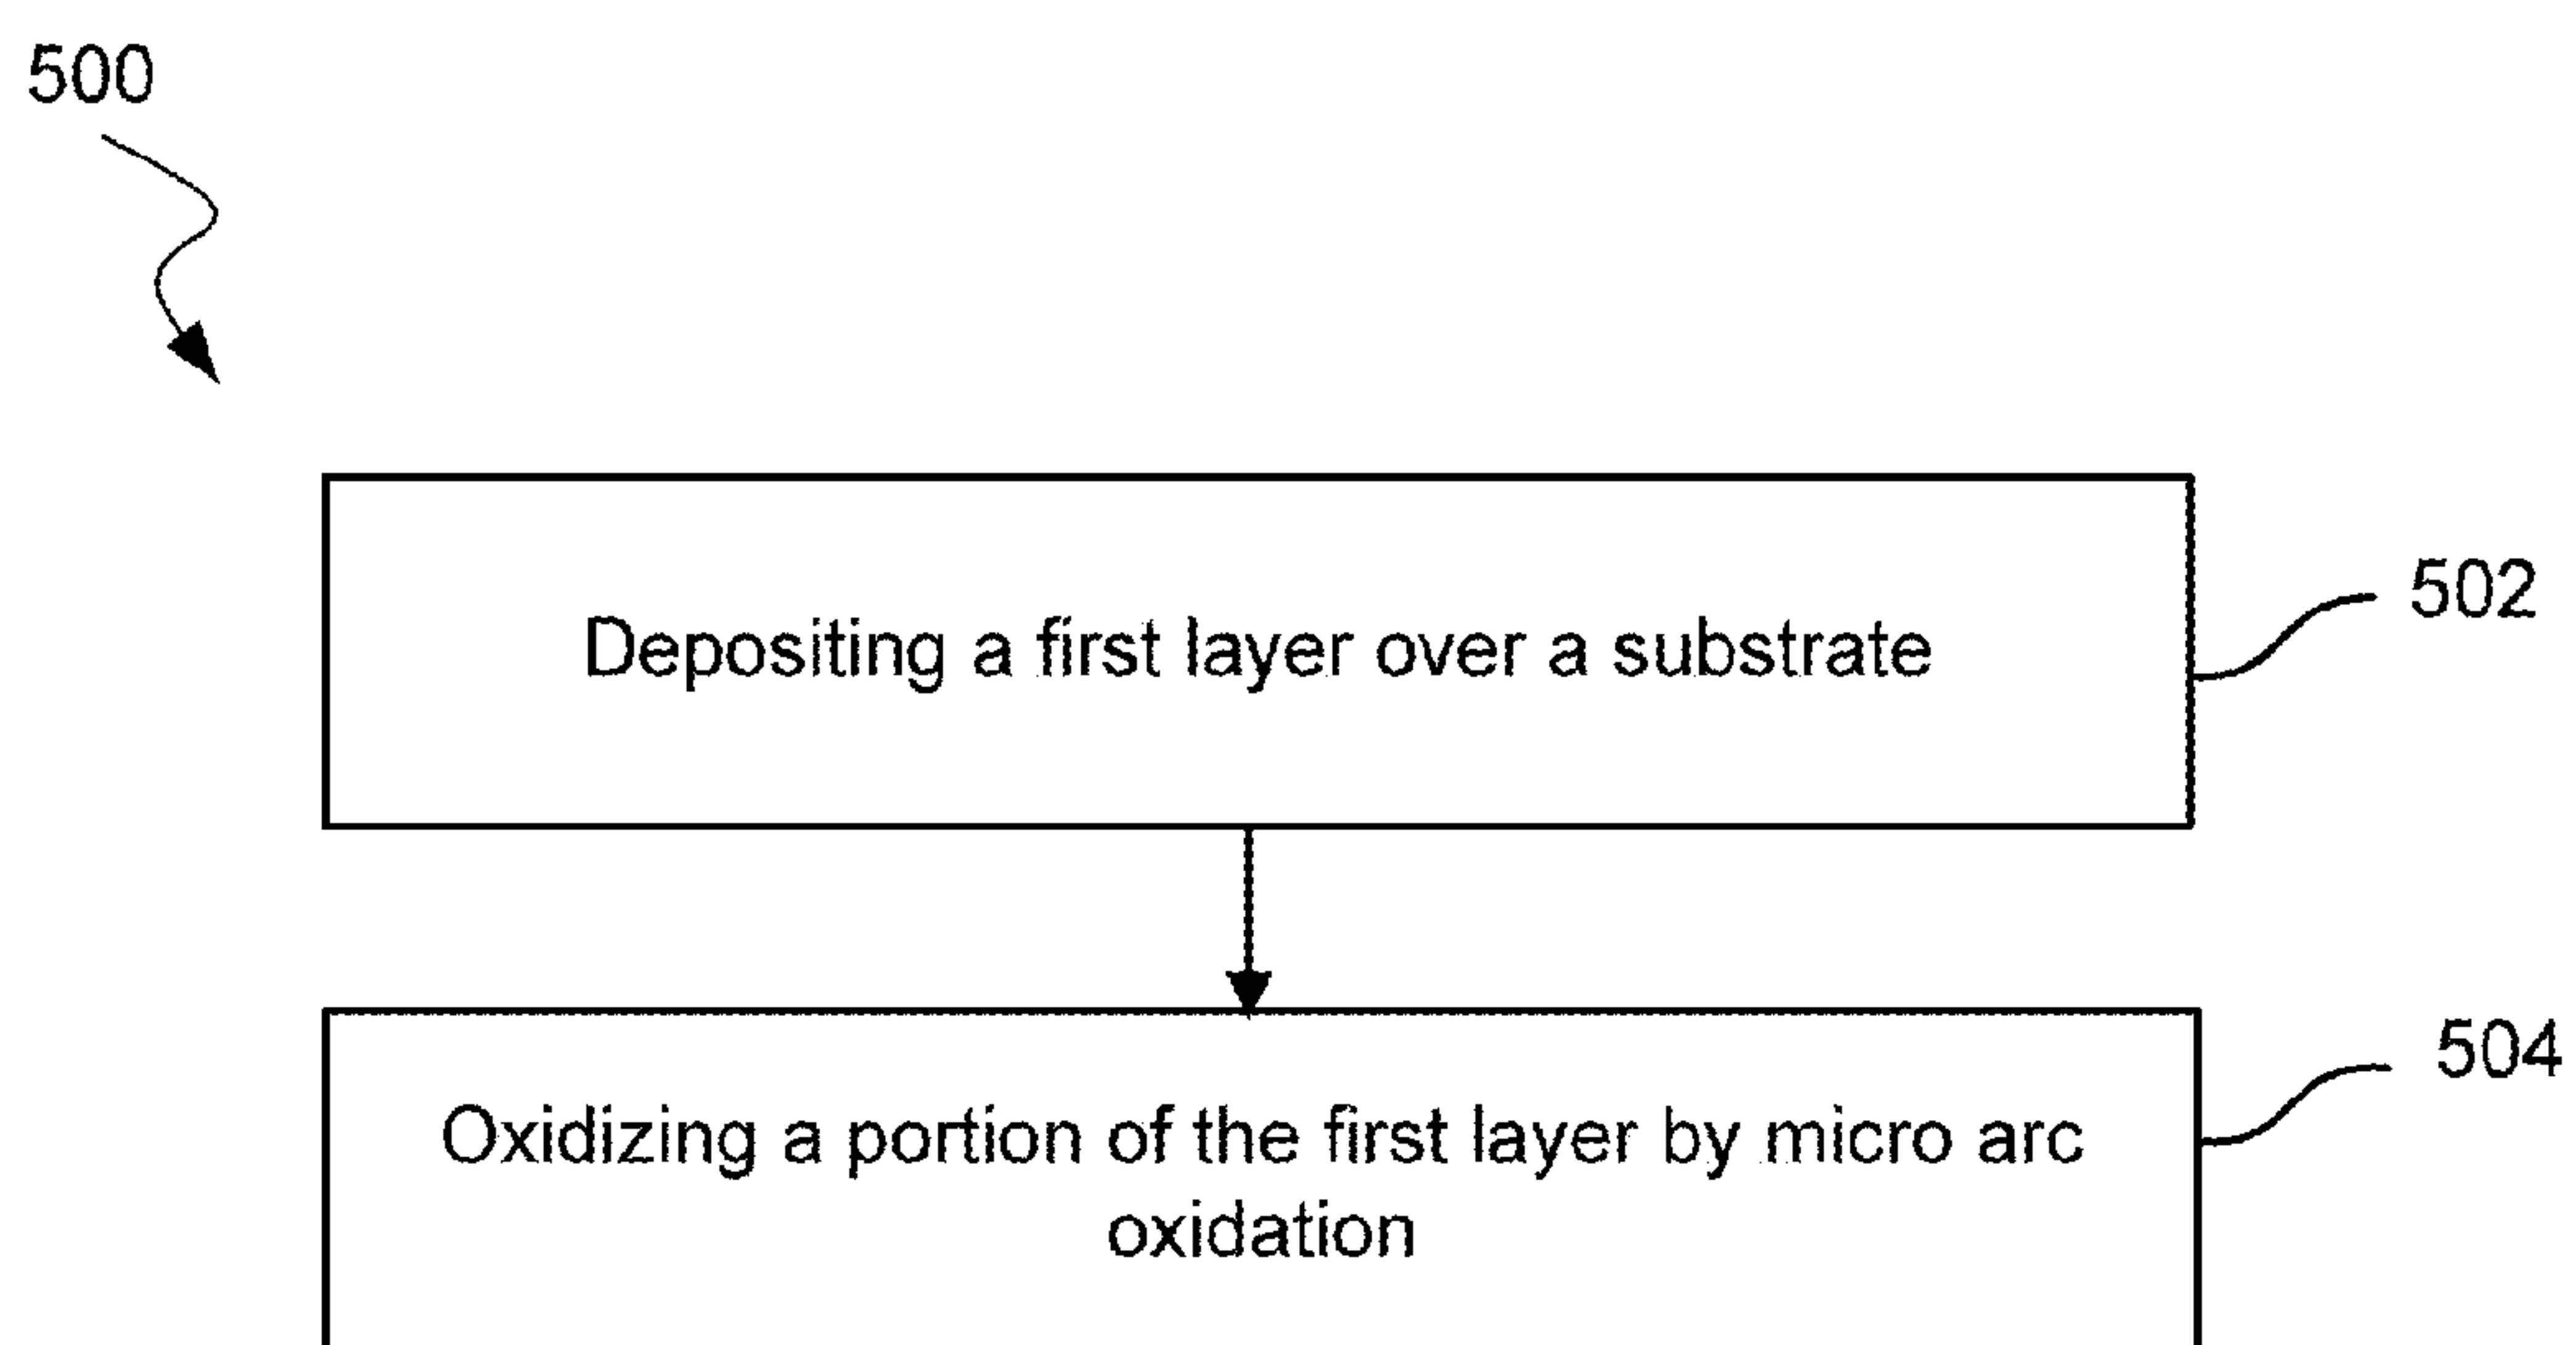 500
Depositing a first layer over a substrate
502
504
Oxidizing a portion of the first layer by micro arc
oxidation